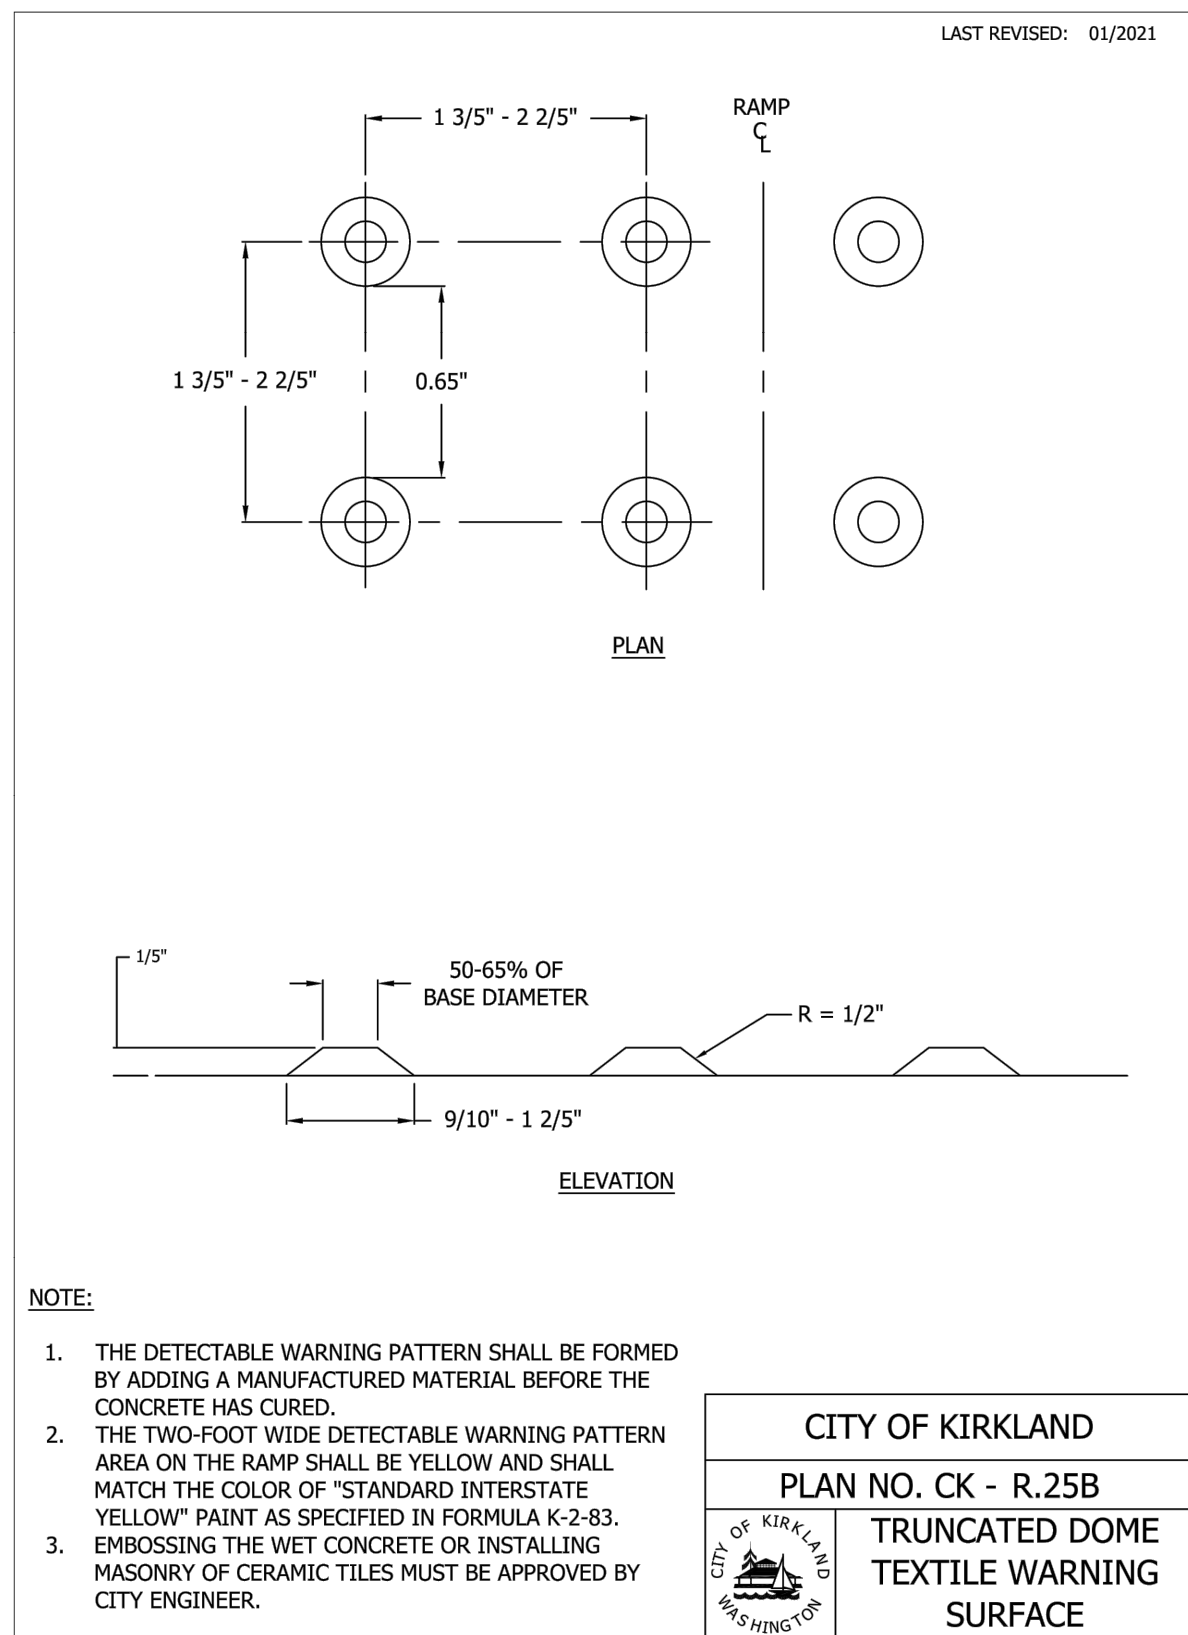 LAST REVISED: 01/2021
1 3/5" - 2 2/5"
RAMP
CL
1 3/5" - 2 2/5"
0.65"
PLAN
1/5"
50-65% OF
BASE DIAMETER
R = 1/2"
9/10" - 1 2/5"
ELEVATION
NOTE:
1. THE DETECTABLE WARNING PATTERN SHALL BE FORMED
BY ADDING A MANUFACTURED MATERIAL BEFORE THE
CONCRETE HAS CURED.
2. THE TWO-FOOT WIDE DETECTABLE WARNING PATTERN
AREA ON THE RAMP SHALL BE YELLOW AND SHALL
MATCH THE COLOR OF "STANDARD INTERSTATE
YELLOW" PAINT AS SPECIFIED IN FORMULA K-2-83.
3. EMBOSSING THE WET CONCRETE OR INSTALLING
MASONRY OF CERAMIC TILES MUST BE APPROVED BY
CITY ENGINEER.
CITY OF KIRKLAND
PLAN NO. CK - R.25B
CITY OF KIRKLAND
WASHINGTON
TRUNCATED DOME
TEXTILE WARNING
SURFACE